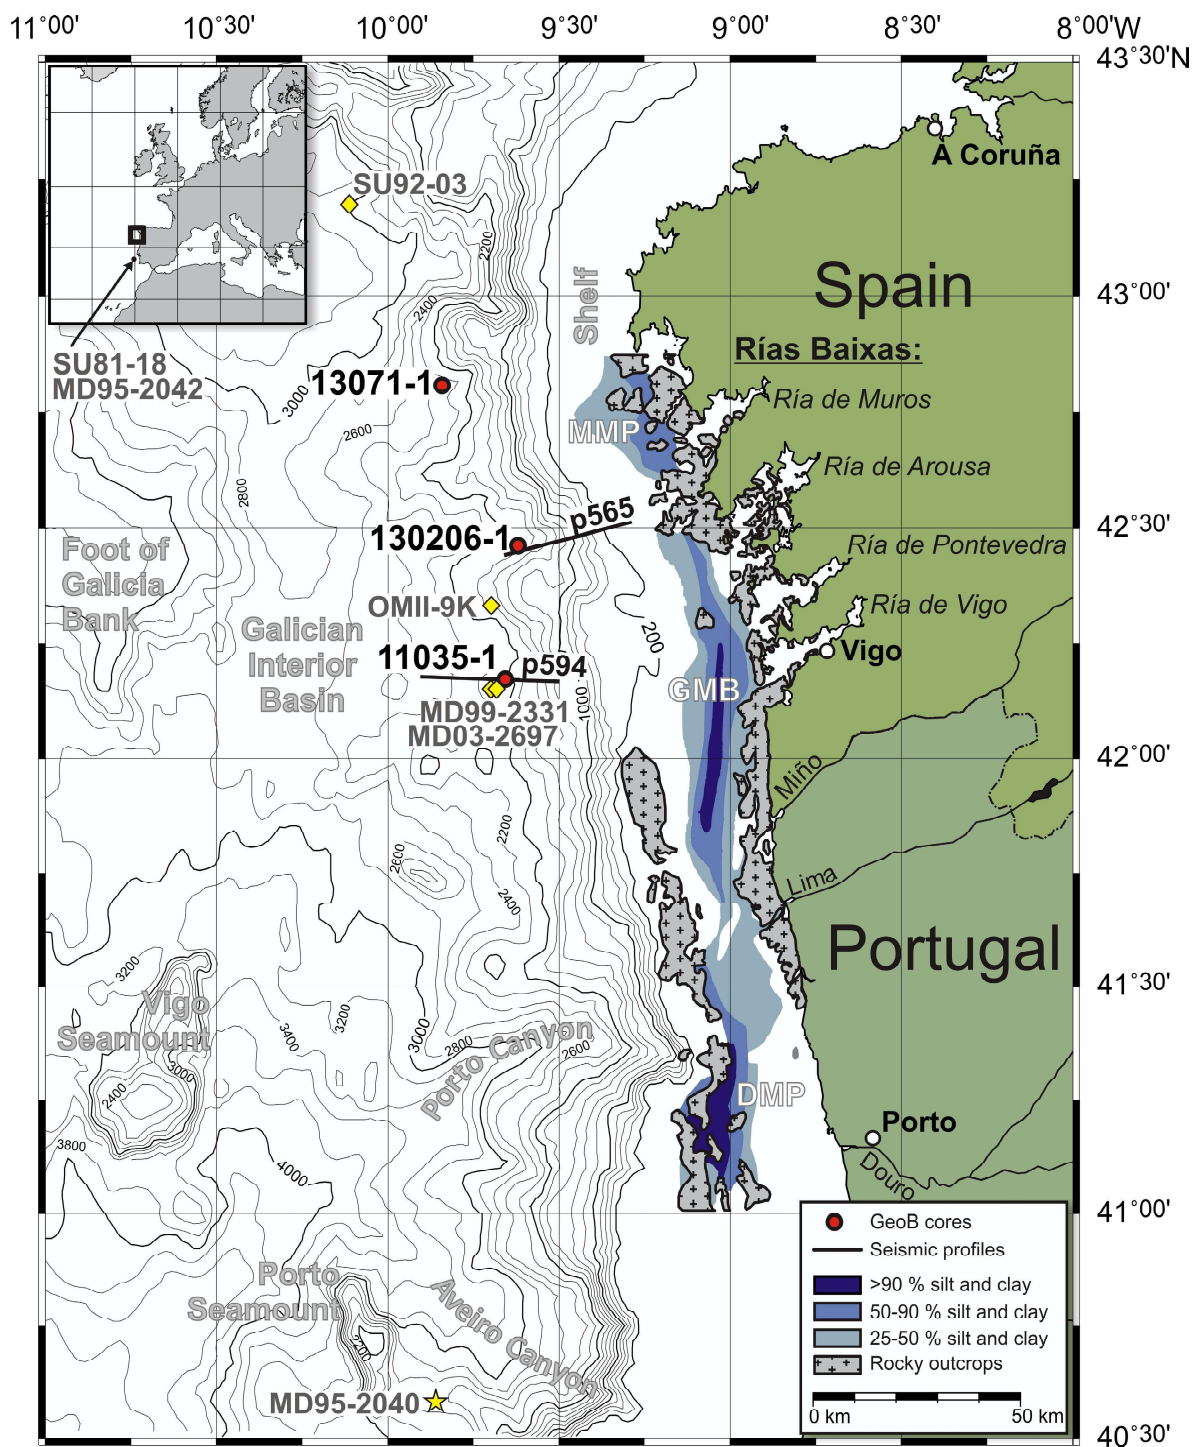 11°00' 10°30' 10°00' 9°30' 9°00' 8°30' 8°00'W
43°30'N
A Coruña
SU92-03
2200
Shelf
Spain
43°00'
2400
SU81-18
MD95-2042
3000
13071-1
Rías Baixas:
Ría de Muros
2600
MMP
Ría de Arousa
2800
p565
130206-1
42°30'
Foot of
Galicia
Bank
Ría de Pontevedra
OMII-9K
Ría de Vigo
Galician
Interior
Basin
200
11035-1
p594
Vigo
GMB
1000
MD99-2331
MD03-2697
42°00'
Miño
2200
2600
Lima
2400
Portugal
3200
41°30'
Vigo
Seamount
3200
3400
3000
2800
Porto Canyon
2600
3000
2400
DMP
Porto
3800
4000
Douro
41°00'
Porto
Seamount
Aveiro Canyon
2200
MD95-2040
GeoB cores
Seismic profiles
>90 % silt and clay
50-90 % silt and clay
25-50 % silt and clay
Rocky outcrops
0 km 50 km
40°30'